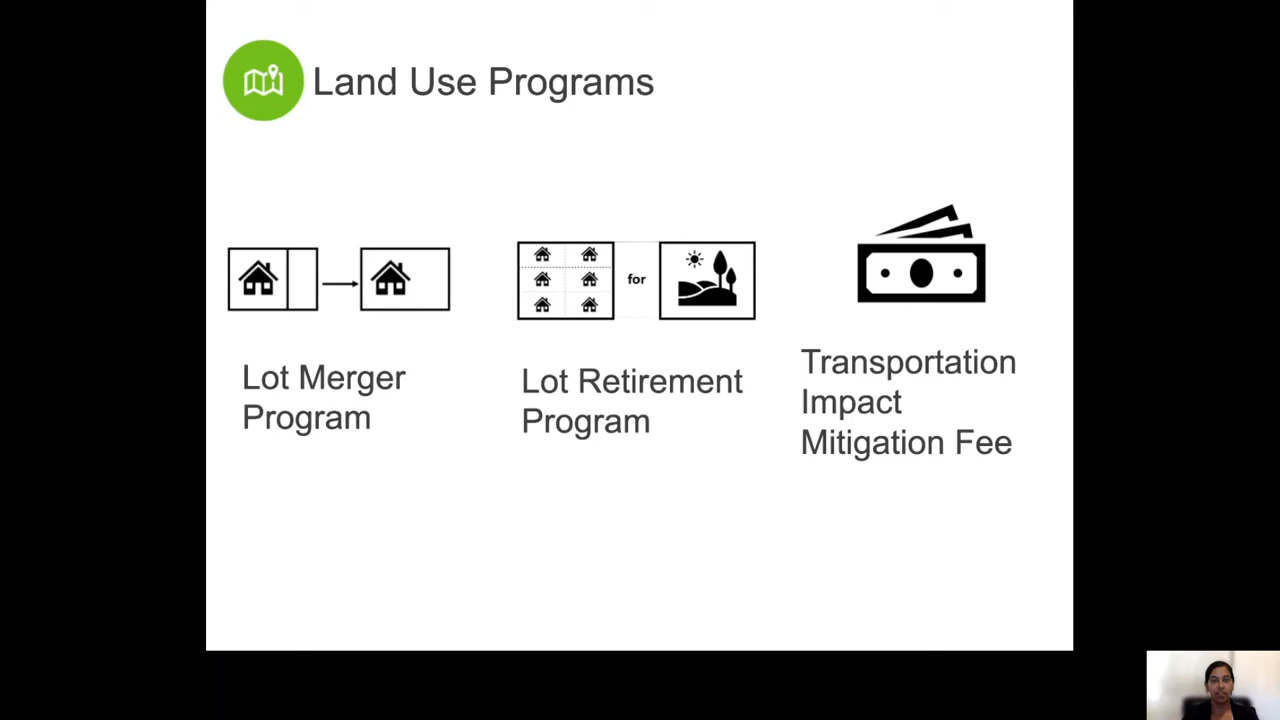 Land Use Programs
for
Lot Merger
Program
Lot Retirement
Program
Transportation
Impact
Mitigation Fee